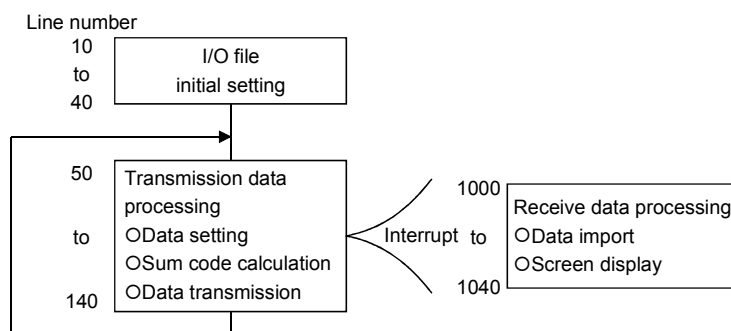 Line number
10
to
40
I/O file
initial setting
50
to
140
Transmission data
processing
○Data setting
○Sum code calculation
○Data transmission
Interrupt
1000
to
1040
Receive data processing
○Data import
○Screen display